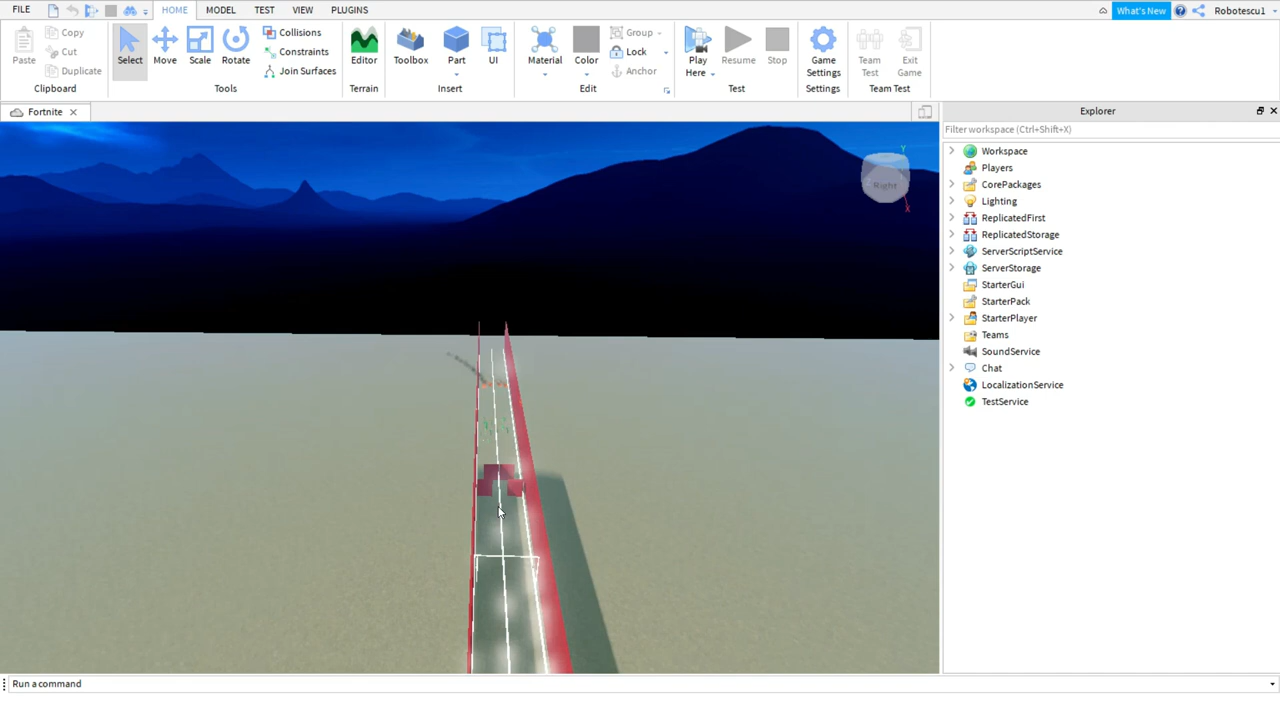 FILE HOME MODEL TEST VIEW PLUGINS What's New Robotescu1
Paste Copy Cut Duplicate Select Move Scale Rotate Collisions Constraints Join Surfaces Editor Toolbox Part UI Material Color Group Lock Anchor Play Here Resume Stop Game Settings Team Test Exit Game
Clipboard Tools Terrain Insert Edit Test Settings Team Test
Fortnite Explorer
Filter workspace (Ctrl+Shift+X)
Workspace
Players
CorePackages
Lighting
ReplicatedFirst
ReplicatedStorage
ServerScriptService
ServerStorage
StarterGui
StarterPack
StarterPlayer
Teams
SoundService
Chat
LocalizationService
TestService
Y
Right
X
Run a command